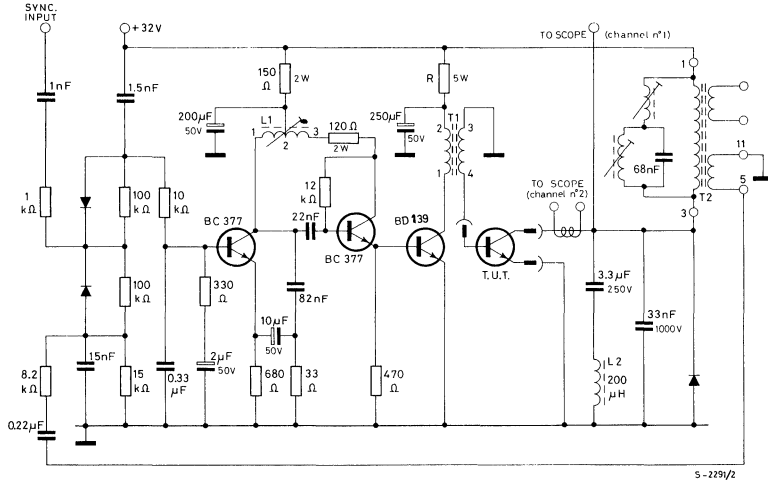 SYNC.
INPUT
+32V
TO SCOPE (channel n°1)
1
1nF
1.5nF
150
Ω
2W
R
5W
200µF
50V
L1
1
2
3
120Ω
2W
250µF
50V
T1
2
3
1
4
68nF
11
5
T2
3
1
kΩ
100
kΩ
10
kΩ
12
kΩ
22nF
BC 377
BC 377
BD 139
TO SCOPE
(channel n°2)
T.U.T.
100
kΩ
330
Ω
82nF
10µF
50V
3.3µF
250V
33nF
1000V
8.2
kΩ
15nF
15
kΩ
0.33
µF
2µF
50V
680
Ω
33
Ω
470
Ω
L2
200
µH
0.22µF
S-2291/2